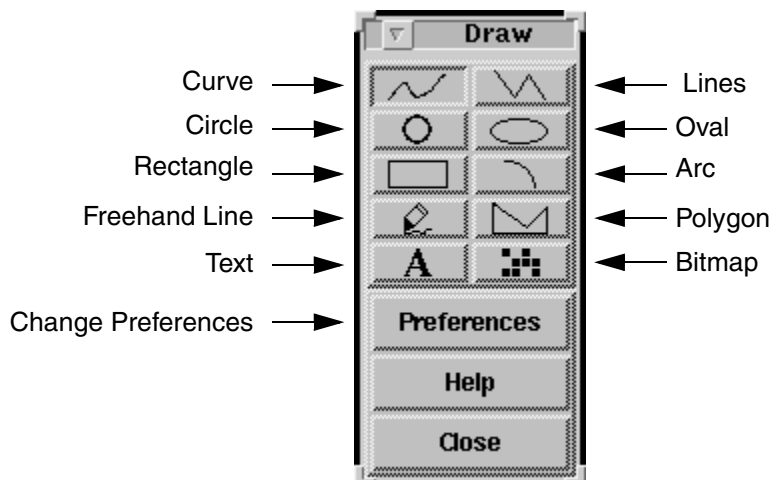 Draw
Curve
Lines
Circle
Oval
Rectangle
Arc
Freehand Line
Polygon
Text
A
Bitmap
Change Preferences
Preferences
Help
Close